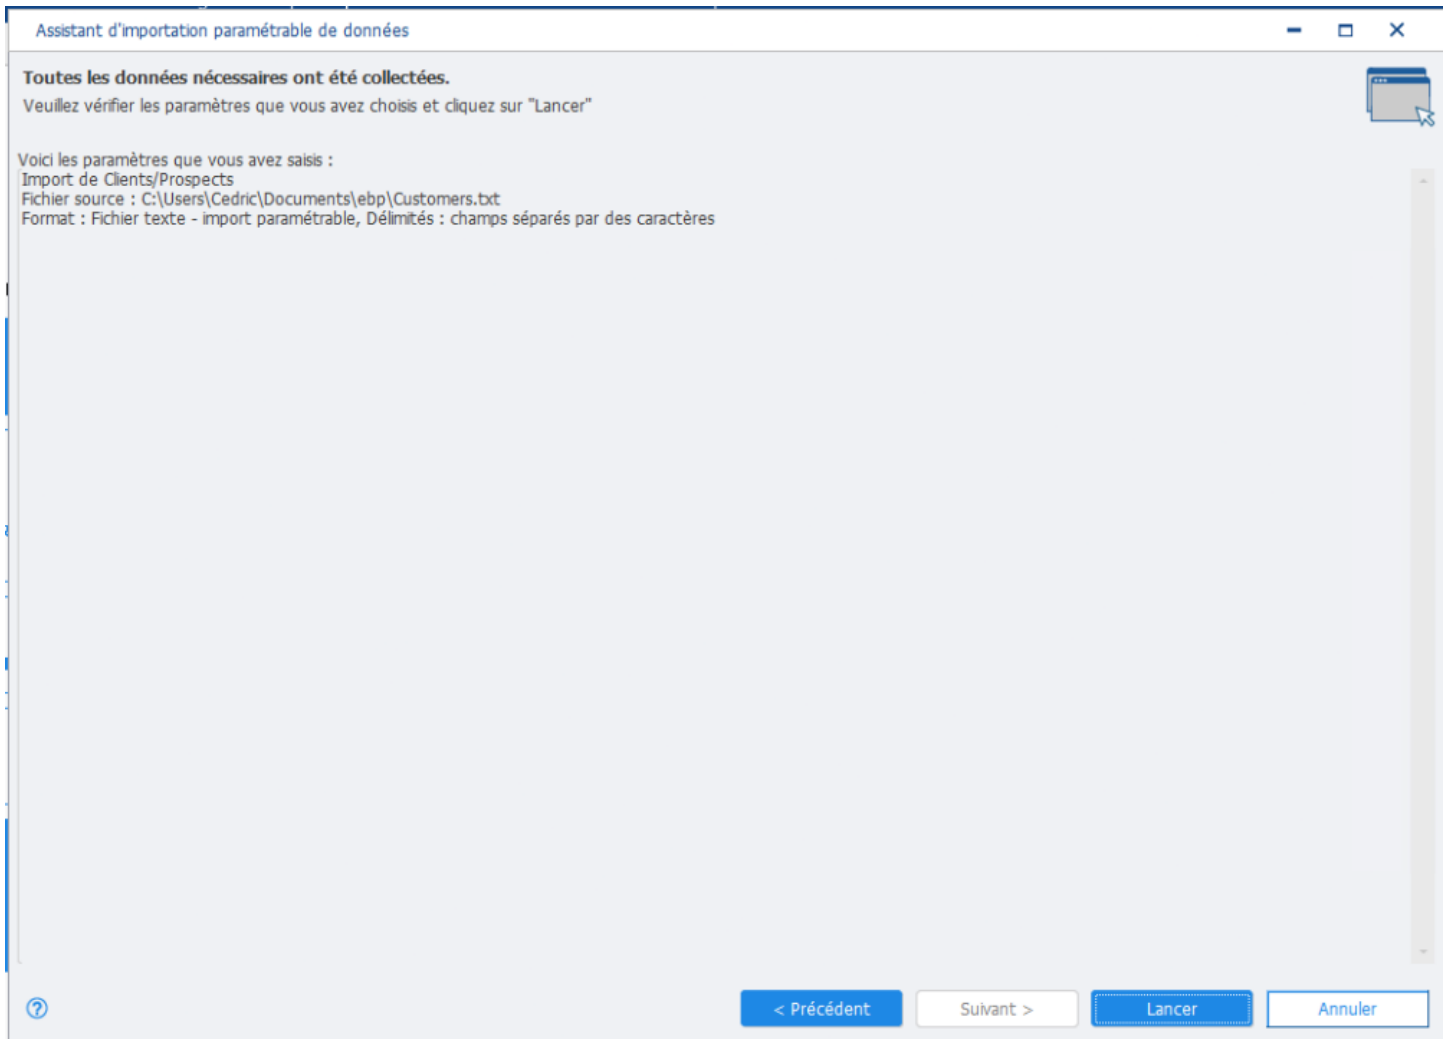 Assistant d'importation paramétrable de données
Toutes les données nécessaires ont été collectées.
Veuillez vérifier les paramètres que vous avez choisis et cliquez sur "Lancer"
Voici les paramètres que vous avez saisis :
Import de Clients/Prospects
Fichier source : C:\Users\Cedric\Documents\ebp\Customers.txt
Format : Fichier texte - import paramétrable, Délimités : champs séparés par des caractères
< Précédent
Suivant >
Lancer
Annuler